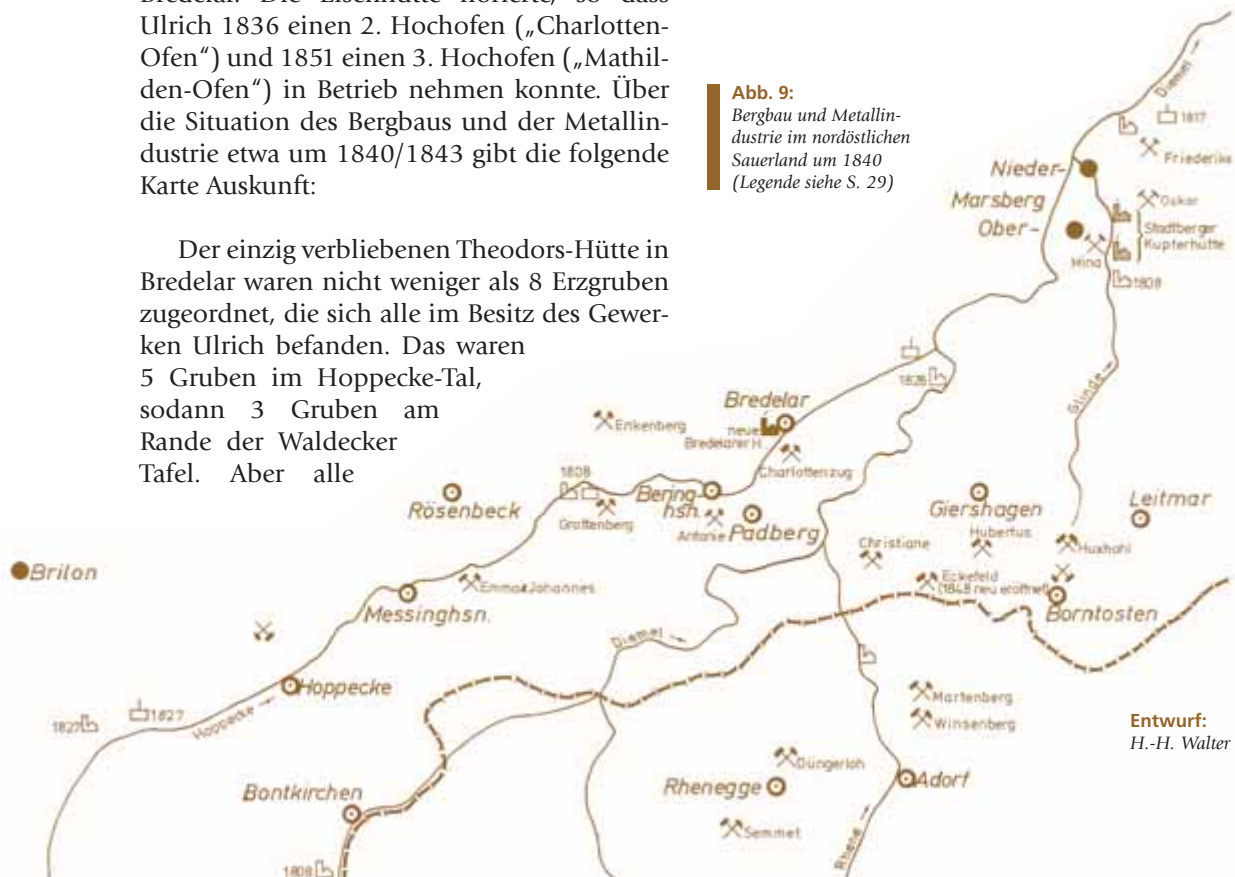 Ulrich 1836 einen 2. Hochofen („Charlotten-
Ofen“) und 1851 einen 3. Hochofen („Mathil-
den-Ofen“) in Betrieb nehmen konnte. Über
die Situation des Bergbaus und der Metallin-
dustrie etwa um 1840/1843 gibt die folgende
Karte Auskunft:
Der einzig verbliebenen Theodors-Hütte in
Bredelar waren nicht weniger als 8 Erzgruben
zugeordnet, die sich alle im Besitz des Gewer-
ken Ulrich befanden. Das waren
5 Gruben im Hoppecke-Tal,
sodann 3 Gruben am
Rande der Waldecker
Tafel. Aber alle
Abb. 9:
Bergbau und Metallin-
dustrie im nordöstlichen
Sauerland um 1840
(Legende siehe S. 29)
Diemel
1817
Friederike
Nieder-
Marsberg
Ober-
Oskar
Stadtberger
Kupferhütte
Mina
1808
Glinde
1826
Bredelar
neue
Bredelarer H.
Enkenberg
Charlottenzug
1808
Rösenbeck
Grottenberg
Bering-
hsn.
Antonie
Padberg
Giershagen
Hubertus
Leitmar
Christiane
Huxhohl
Eckefeld
(1848 neu eröffnet)
Borntosten
Brilon
Emma & Johannes
Messinghsn.
Diemel
Hoppecke
1827
1827
Hoppecke
Martenberg
Winsenberg
Entwurf:
H.-H. Walter
Düngerloh
Rhenegge
Adorf
Bontkirchen
Semmet
Rhene
1808